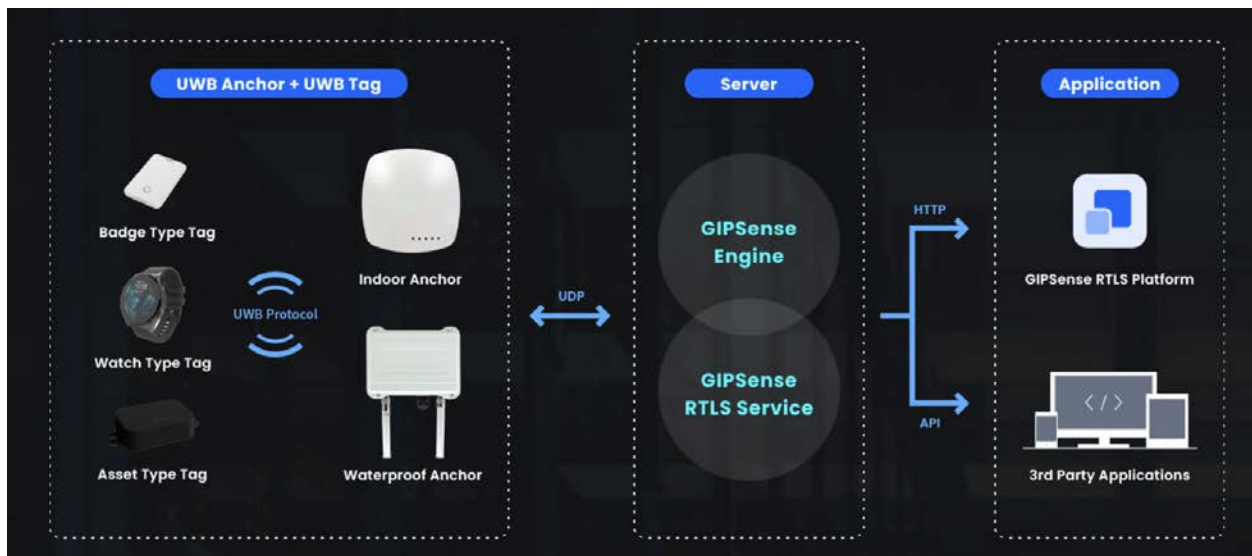 UWB Anchor + UWB Tag
Badge Type Tag
Watch Type Tag
Asset Type Tag
UWB Protocol
Indoor Anchor
Waterproof Anchor
UDP
Server
GIPSense
Engine
GIPSense
RTLS Service
HTTP
API
Application
GIPSense RTLS Platform
</>
3rd Party Applications